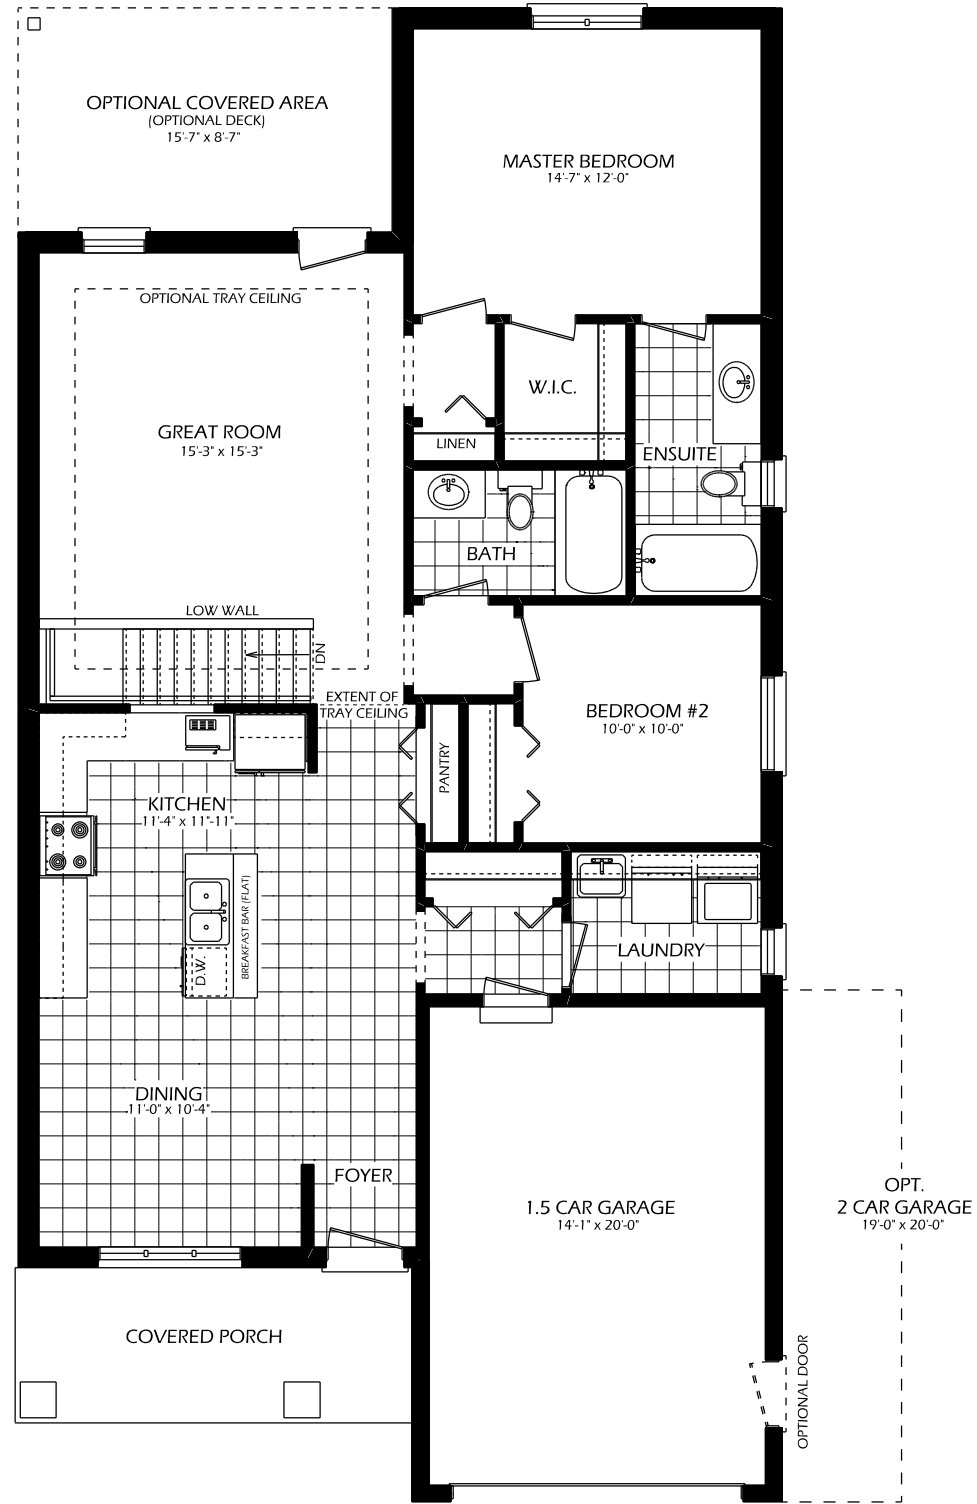 OPTIONAL COVERED AREA
(OPTIONAL DECK)
15'-7" x 8'-7"
MASTER BEDROOM
14'-7" x 12'-0"
OPTIONAL TRAY CEILING
W.I.C.
GREAT ROOM
15'-3" x 15'-3"
LINEN
ENSUITE
BATH
LOW WALL
DN
EXTENT OF
TRAY CEILING
BEDROOM #2
10'-0" x 10'-0"
PANTRY
KITCHEN
11'-4" x 11"-11"
BREAKFAST BAR (FLAT)
D.W.
LAUNDRY
DINING
11'-0" x 10'-4"
FOYER
1.5 CAR GARAGE
14'-1" x 20'-0"
OPT.
2 CAR GARAGE
19'-0" x 20'-0"
COVERED PORCH
OPTIONAL DOOR